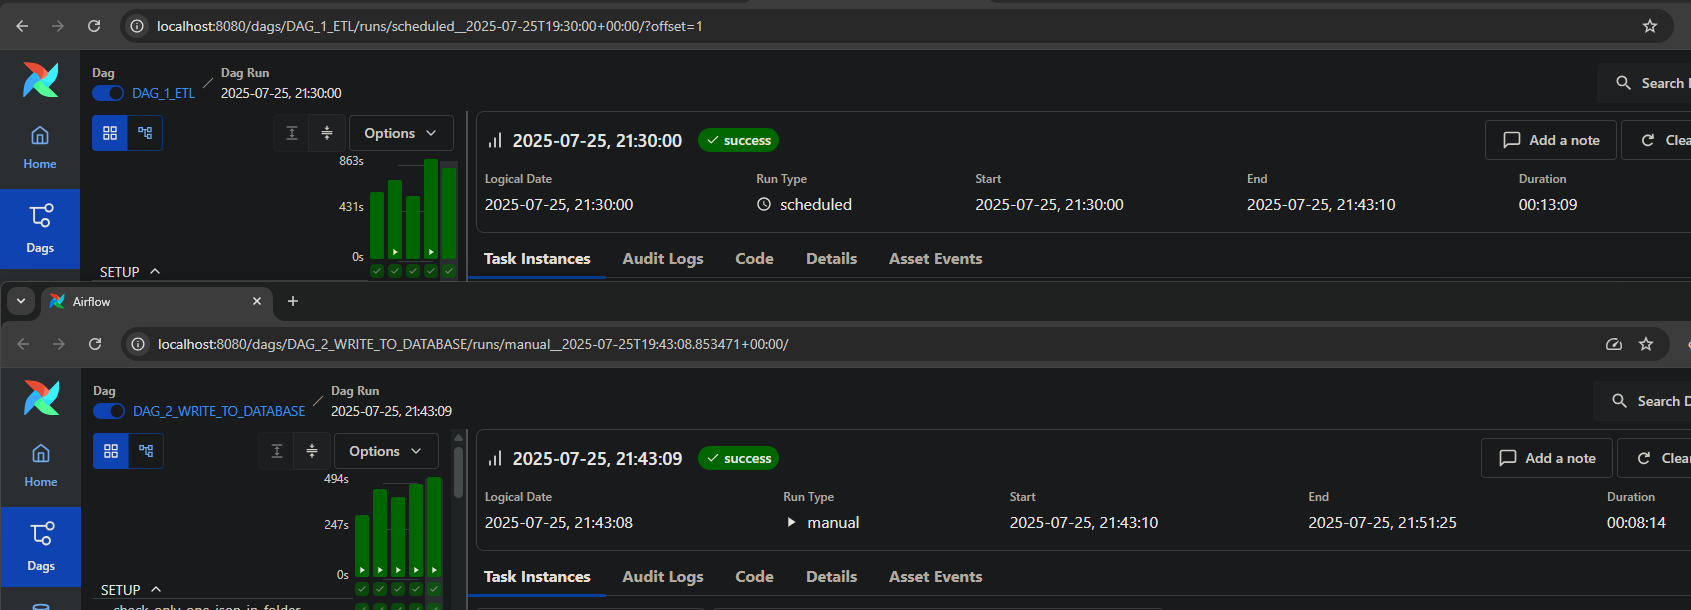 localhost:8080/dags/DAG_1_ETL/runs/scheduled__2025-07-25T19:30:00+00:00/?offset=1
Dag
Dag Run
DAG_1_ETL
2025-07-25, 21:30:00
Search
Home
Dags
Options
863s
431s
0s
SETUP
2025-07-25, 21:30:00
success
Add a note
Clea
Logical Date
Run Type
Start
End
Duration
2025-07-25, 21:30:00
scheduled
2025-07-25, 21:30:00
2025-07-25, 21:43:10
00:13:09
Task Instances
Audit Logs
Code
Details
Asset Events
Airflow
localhost:8080/dags/DAG_2_WRITE_TO_DATABASE/runs/manual__2025-07-25T19:43:08.853471+00:00/
Dag
Dag Run
DAG_2_WRITE_TO_DATABASE
2025-07-25, 21:43:09
Search D
Home
Dags
Options
494s
247s
0s
SETUP
check_only_one_json_in_folder
2025-07-25, 21:43:09
success
Add a note
Clea
Logical Date
Run Type
Start
End
Duration
2025-07-25, 21:43:08
manual
2025-07-25, 21:43:10
2025-07-25, 21:51:25
00:08:14
Task Instances
Audit Logs
Code
Details
Asset Events